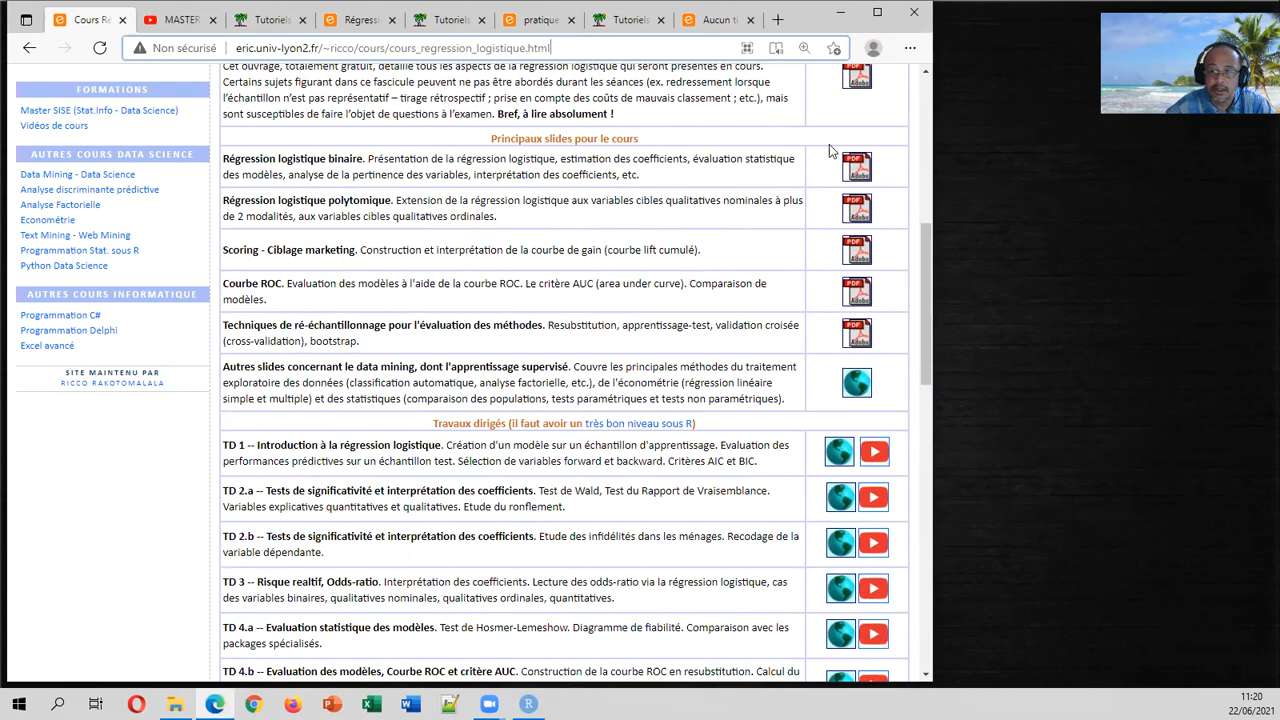 Cours Re
MASTER
Tutoriels
Régress
Tutoriels
pratique
Tutoriels
Aucun ti
Non sécurisé
eric.univ-lyon2.fr/~ricco/cours/cours_regression_logistique.html
FORMATIONS
Master SISE (Stat.Info - Data Science)
Vidéos de cours
AUTRES COURS DATA SCIENCE
Data Mining - Data Science
Analyse discriminante prédictive
Analyse Factorielle
Econométrie
Text Mining - Web Mining
Programmation Stat. sous R
Python Data Science
AUTRES COURS INFORMATIQUE
Programmation C#
Programmation Delphi
Excel avancé
SITE MAINTENU PAR
RICCO RAKOTOMALALA
Cet ouvrage, totalement gratuit, détaille tous les aspects de la régression logistique qui seront présentés en cours.
Certains sujets figurant dans ce fascicule peuvent ne pas être abordés durant les séances (ex. redressement lorsque
l'échantillon n'est pas représentatif – tirage rétrospectif ; prise en compte des coûts de mauvais classement ; etc.), mais
sont susceptibles de faire l'objet de questions à l'examen. Bref, à lire absolument !
Principaux slides pour le cours
Régression logistique binaire. Présentation de la régression logistique, estimation des coefficients, évaluation statistique
des modèles, analyse de la pertinence des variables, interprétation des coefficients, etc.
PDF
Adobe
Régression logistique polytomique. Extension de la régression logistique aux variables cibles qualitatives nominales à plus
de 2 modalités, aux variables cibles qualitatives ordinales.
PDF
Adobe
Scoring - Ciblage marketing. Construction et interprétation de la courbe de gain (courbe lift cumulé).
PDF
Adobe
Courbe ROC. Evaluation des modèles à l'aide de la courbe ROC. Le critère AUC (area under curve). Comparaison de
modèles.
PDF
Adobe
Techniques de ré-échantillonnage pour l'évaluation des méthodes. Resubstitution, apprentissage-test, validation croisée
(cross-validation), bootstrap.
PDF
Adobe
Autres slides concernant le data mining, dont l'apprentissage supervisé. Couvre les principales méthodes du traitement
exploratoire des données (classification automatique, analyse factorielle, etc.), de l'économétrie (régression linéaire
simple et multiple) et des statistiques (comparaison des populations, tests paramétriques et tests non paramétriques).
Travaux dirigés (il faut avoir un très bon niveau sous R)
TD 1 -- Introduction à la régression logistique. Création d'un modèle sur un échantillon d'apprentissage. Evaluation des
performances prédictives sur un échantillon test. Sélection de variables forward et backward. Critères AIC et BIC.
TD 2.a -- Tests de significativité et interprétation des coefficients. Test de Wald, Test du Rapport de Vraisemblance.
Variables explicatives quantitatives et qualitatives. Etude du ronflement.
TD 2.b -- Tests de significativité et interprétation des coefficients. Etude des infidélités dans les ménages. Recodage de la
variable dépendante.
TD 3 -- Risque realtif, Odds-ratio. Interprétation des coefficients. Lecture des odds-ratio via la régression logistique, cas
des variables binaires, qualitatives nominales, qualitatives ordinales, quantitatives.
TD 4.a -- Evaluation statistique des modèles. Test de Hosmer-Lemeshow. Diagramme de fiabilité. Comparaison avec les
packages spécialisés.
TD 4.b -- Evaluation des modèles, Courbe ROC et critère AUC. Construction de la courbe ROC en resubstitution. Calcul du
11:20
22/06/2021